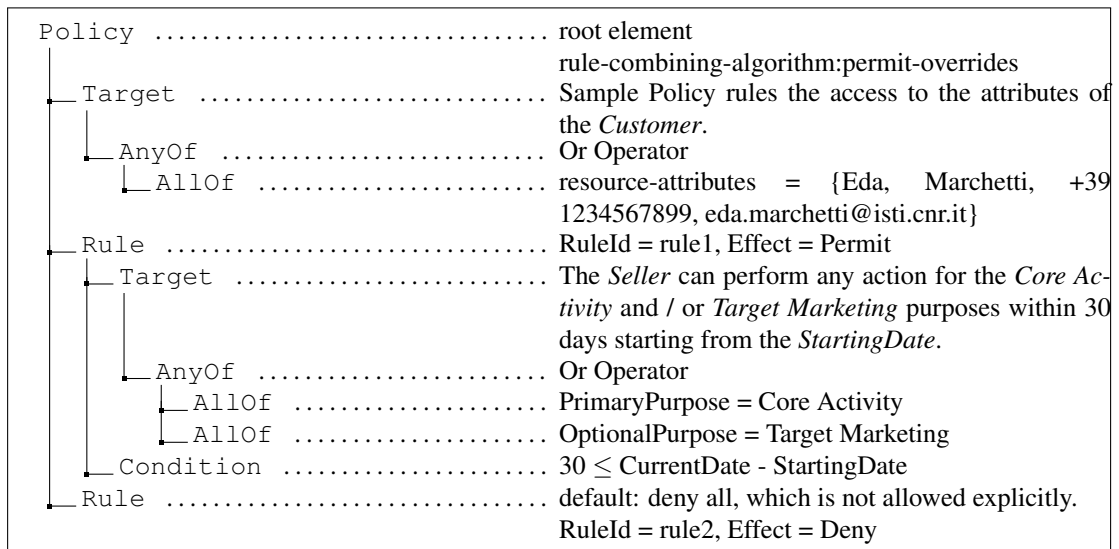 Policy .................................. root element
rule-combining-algorithm:permit-overrides
Target .............................. Sample Policy rules the access to the attributes of
the Customer.
AnyOf ............................ Or Operator
AllOf ......................... resource-attributes = {Eda, Marchetti, +39
1234567899, eda.marchetti@isti.cnr.it}
Rule ................................. RuleId = rule1, Effect = Permit
Target ........................... The Seller can perform any action for the Core Ac-
tivity and / or Target Marketing purposes within 30
days starting from the StartingDate.
AnyOf ......................... Or Operator
AllOf ...................... PrimaryPurpose = Core Activity
AllOf ...................... OptionalPurpose = Target Marketing
Condition ....................... 30 ≤ CurrentDate - StartingDate
Rule ................................. default: deny all, which is not allowed explicitly.
RuleId = rule2, Effect = Deny